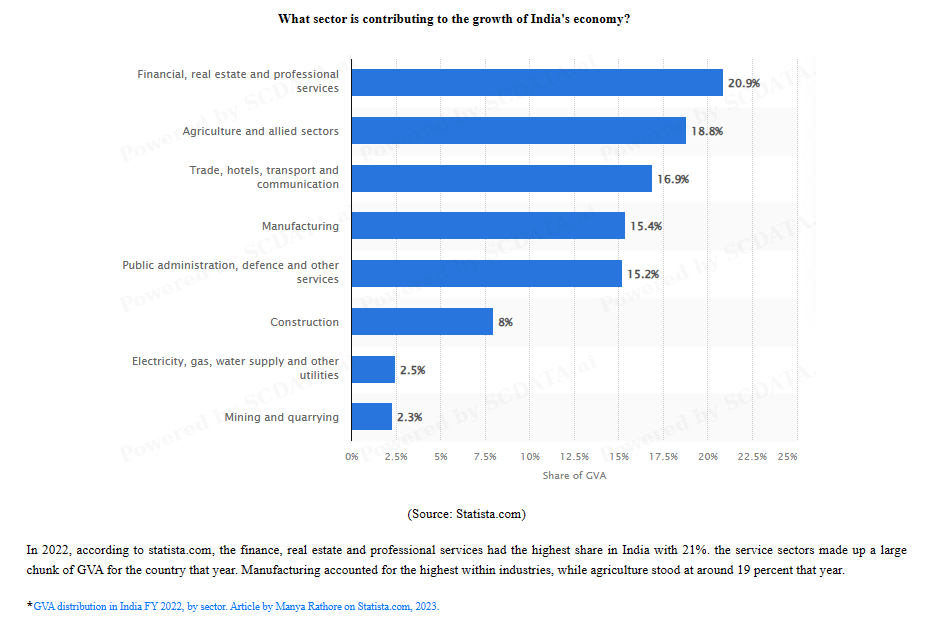 What sector is contributing to the growth of India's economy?
Financial, real estate and professional
services
20.9%
Agriculture and allied sectors
18.8%
Trade, hotels, transport and
communication
16.9%
Manufacturing
15.4%
Public administration, defence and other
services
15.2%
Construction
8%
Electricity, gas, water supply and other
utilities
2.5%
Mining and quarrying
2.3%
0% 2.5% 5% 7.5% 10% 12.5% 15% 17.5% 20% 22.5% 25%
Share of GVA
Powered by SCDATA.ai
(Source: Statista.com)
In 2022, according to statista.com, the finance, real estate and professional services had the highest share in India with 21%. the service sectors made up a large
chunk of GVA for the country that year. Manufacturing accounted for the highest within industries, while agriculture stood at around 19 percent that year.
*GVA distribution in India FY 2022, by sector. Article by Manya Rathore on Statista.com, 2023.